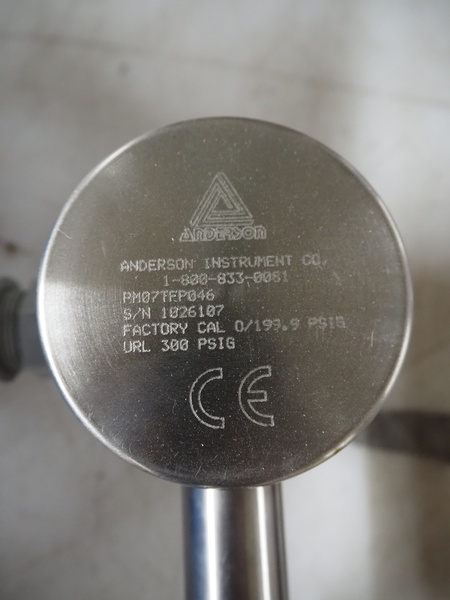 ANDERSON
ANDERSON INSTRUMENT CO.
1-800-833-0081
PM07TFP046
S/N 1026107
FACTORY CAL 0/199.9 PSIG
URL 300 PSIG
CE